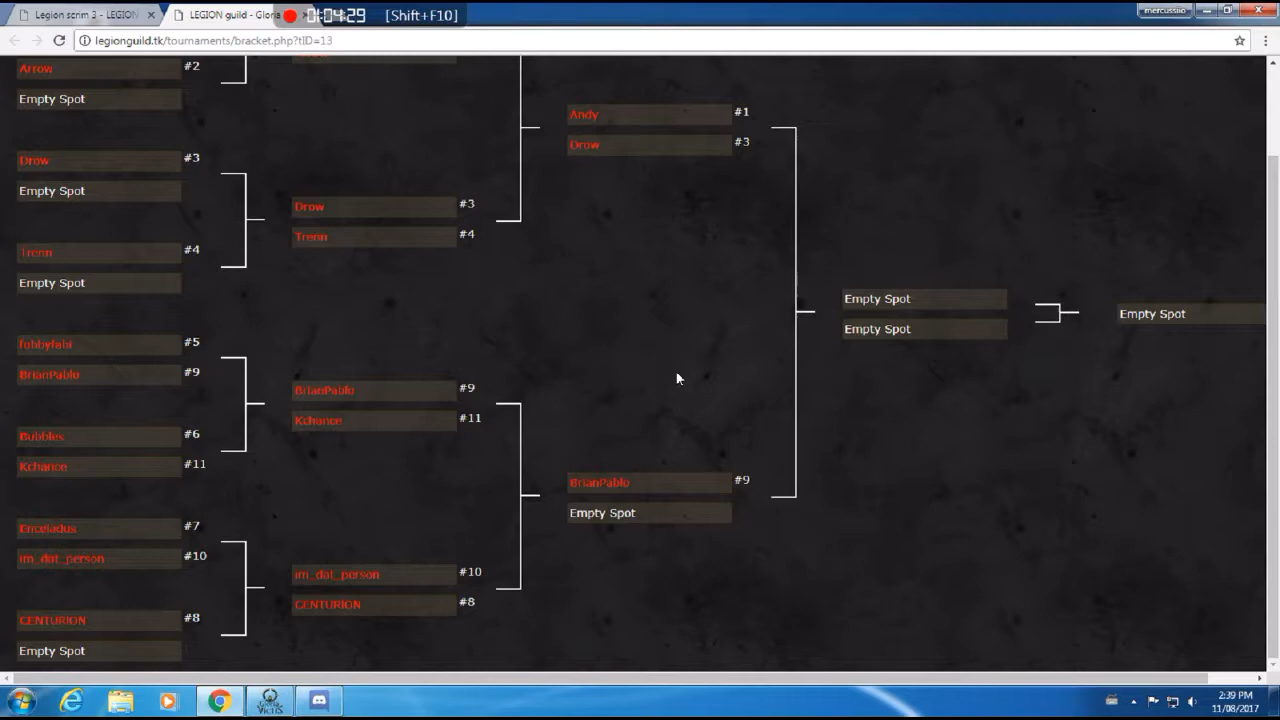 Legion scrim 3 - LEGION
LEGION guild - Gloria
01:04:29 [Shift+F10]
mercussiio
legionguild.tk/tournaments/bracket.php?tID=13
Arrow #2
Empty Spot
Drow #3
Empty Spot
Trenn #4
Empty Spot
fubbyfabi #5
BrianPablo #9
Bubbles #6
Kchance #11
Enceladus #7
im_dat_person #10
CENTURION #8
Empty Spot
Drow #3
Trenn #4
BrianPablo #9
Kchance #11
im_dat_person #10
CENTURION #8
Andy #1
Drow #3
BrianPablo #9
Empty Spot
Empty Spot
Empty Spot
Empty Spot
2:39 PM
11/08/2017